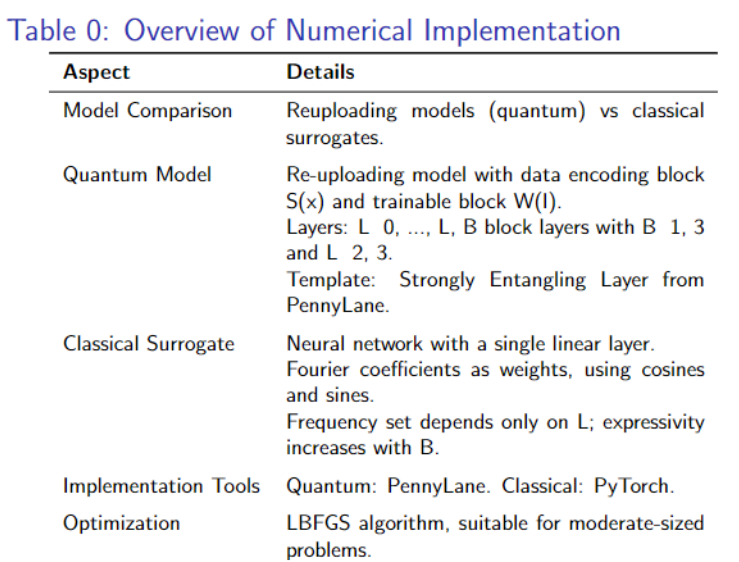 Table 0: Overview of Numerical Implementation
Aspect Details
Model Comparison Reuploading models (quantum) vs classical
surrogates.
Quantum Model Re-uploading model with data encoding block
S(x) and trainable block W(l).
Layers: L 0, ..., L, B block layers with B 1, 3
and L 2, 3.
Template: Strongly Entangling Layer from
PennyLane.
Classical Surrogate Neural network with a single linear layer.
Fourier coefficients as weights, using cosines
and sines.
Frequency set depends only on L; expressivity
increases with B.
Implementation Tools Quantum: PennyLane. Classical: PyTorch.
Optimization LBFGS algorithm, suitable for moderate-sized
problems.